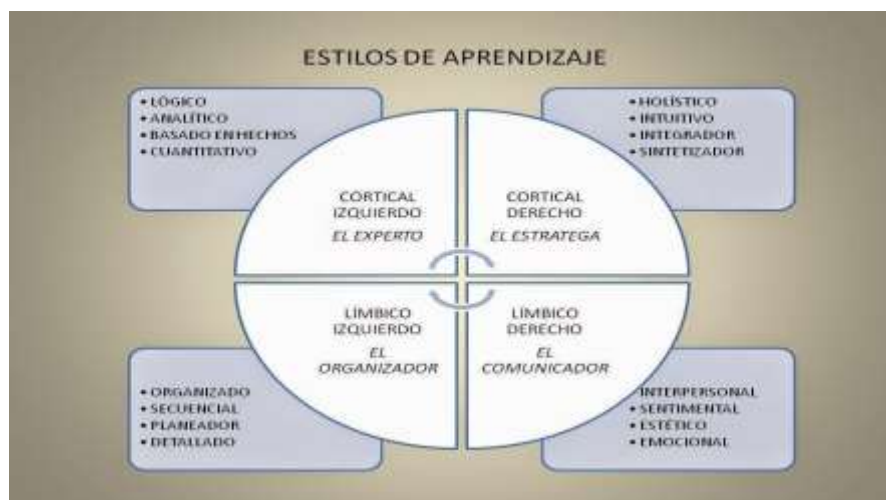 ESTILOS DE APRENDIZAJE
• LÓGICO
• ANALÍTICO
• BASADO EN HECHOS
• CUANTITATIVO
• HOLÍSTICO
• INTUITIVO
• INTEGRADOR
• SINTETIZADOR
CORTICAL
IZQUIERDO
EL EXPERTO
CORTICAL
DERECHO
EL ESTRATEGA
LÍMBICO
IZQUIERDO
EL
ORGANIZADOR
LÍMBICO
DERECHO
EL
COMUNICADOR
• ORGANIZADO
• SECUENCIAL
• PLANEADOR
• DETALLADO
INTERPERSONAL
• SENTIMENTAL
• ESTÉTICO
• EMOCIONAL